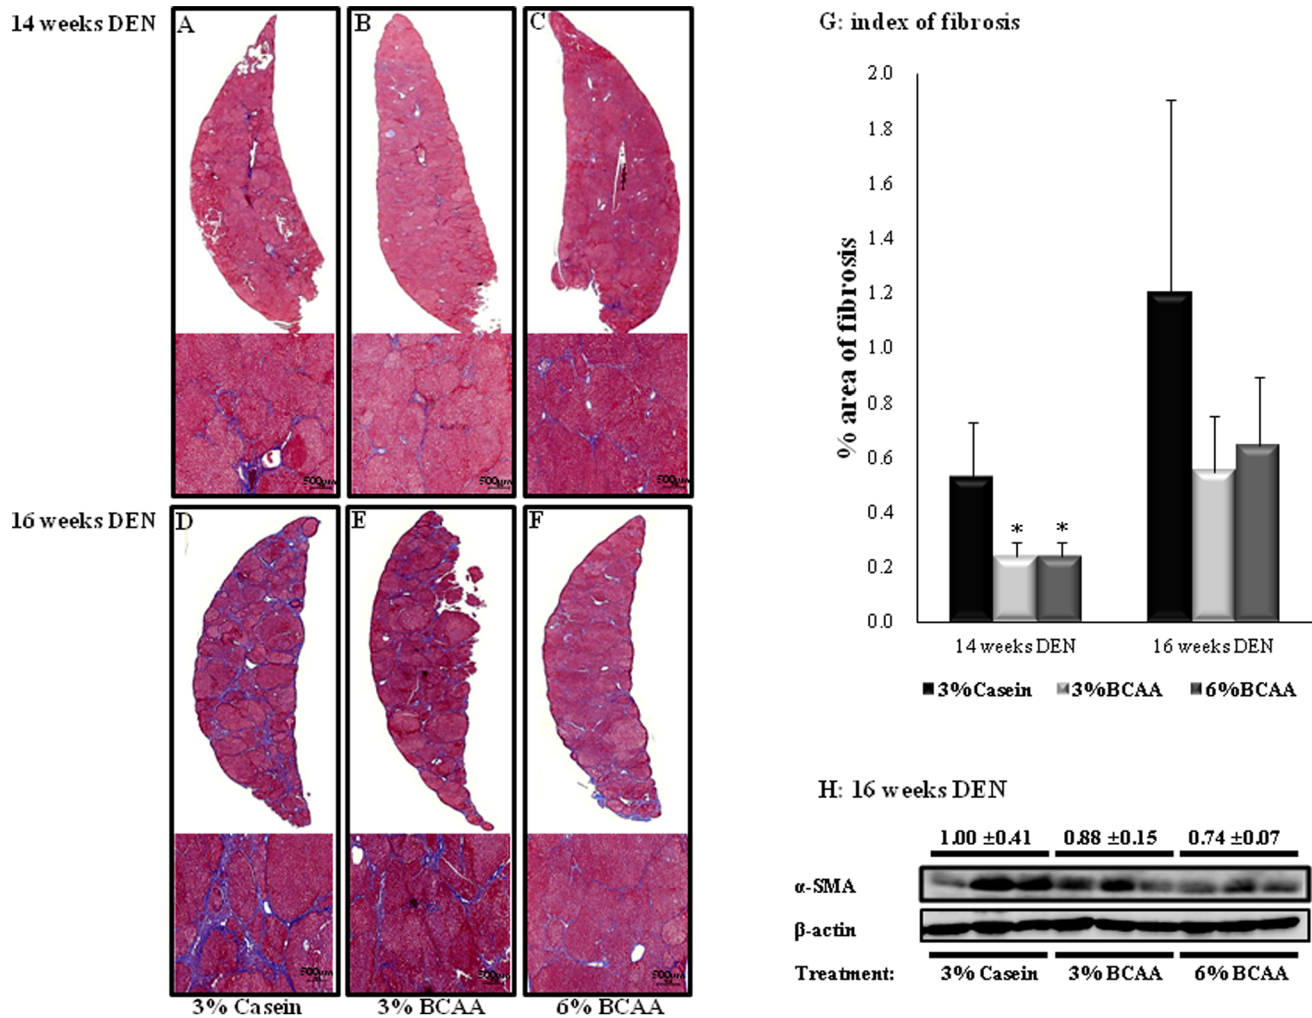 14 weeks DEN
A
B
C
500μm
500μm
500μm
16 weeks DEN
D
E
F
500μm
500μm
500μm
3% Casein
3% BCAA
6% BCAA
G: index of fibrosis
% area of fibrosis
2.0
1.8
1.6
1.4
1.2
1.0
0.8
0.6
0.4
0.2
0.0
* *
14 weeks DEN
16 weeks DEN
3%Casein
3%BCAA
6%BCAA
H: 16 weeks DEN
1.00 ±0.41 0.88 ±0.15 0.74 ±0.07
α-SMA
β-actin
Treatment: 3% Casein 3% BCAA 6% BCAA